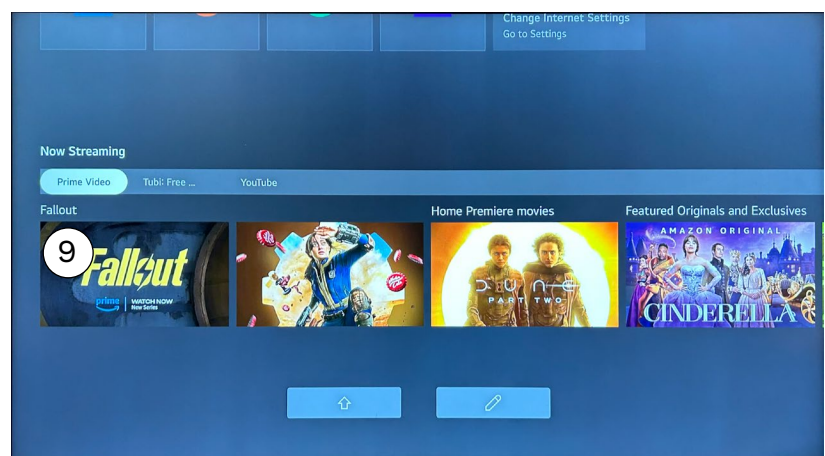 Change Internet Settings
Go to Settings
Now Streaming
Prime Video
Tubi: Free ...
YouTube
Fallout
Home Premiere movies
Featured Originals and Exclusives
9
Fallout
prime
WATCH NOW
New Series
DUNE
PART TWO
AMAZON ORIGINAL
CINDERELLA